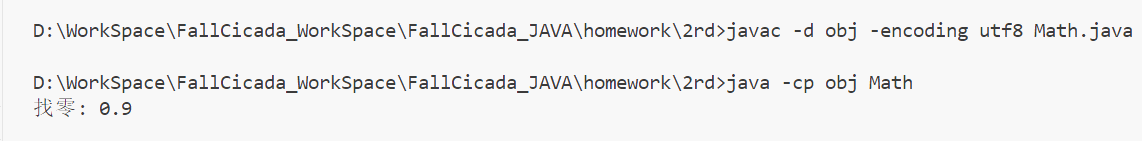 D:\WorkSpace\FallCicada_WorkSpace\FallCicada_JAVA\homework\2rd>javac -d obj -encoding utf8 Math.java
D:\WorkSpace\FallCicada_WorkSpace\FallCicada_JAVA\homework\2rd>java -cp obj Math
找零: 0.9